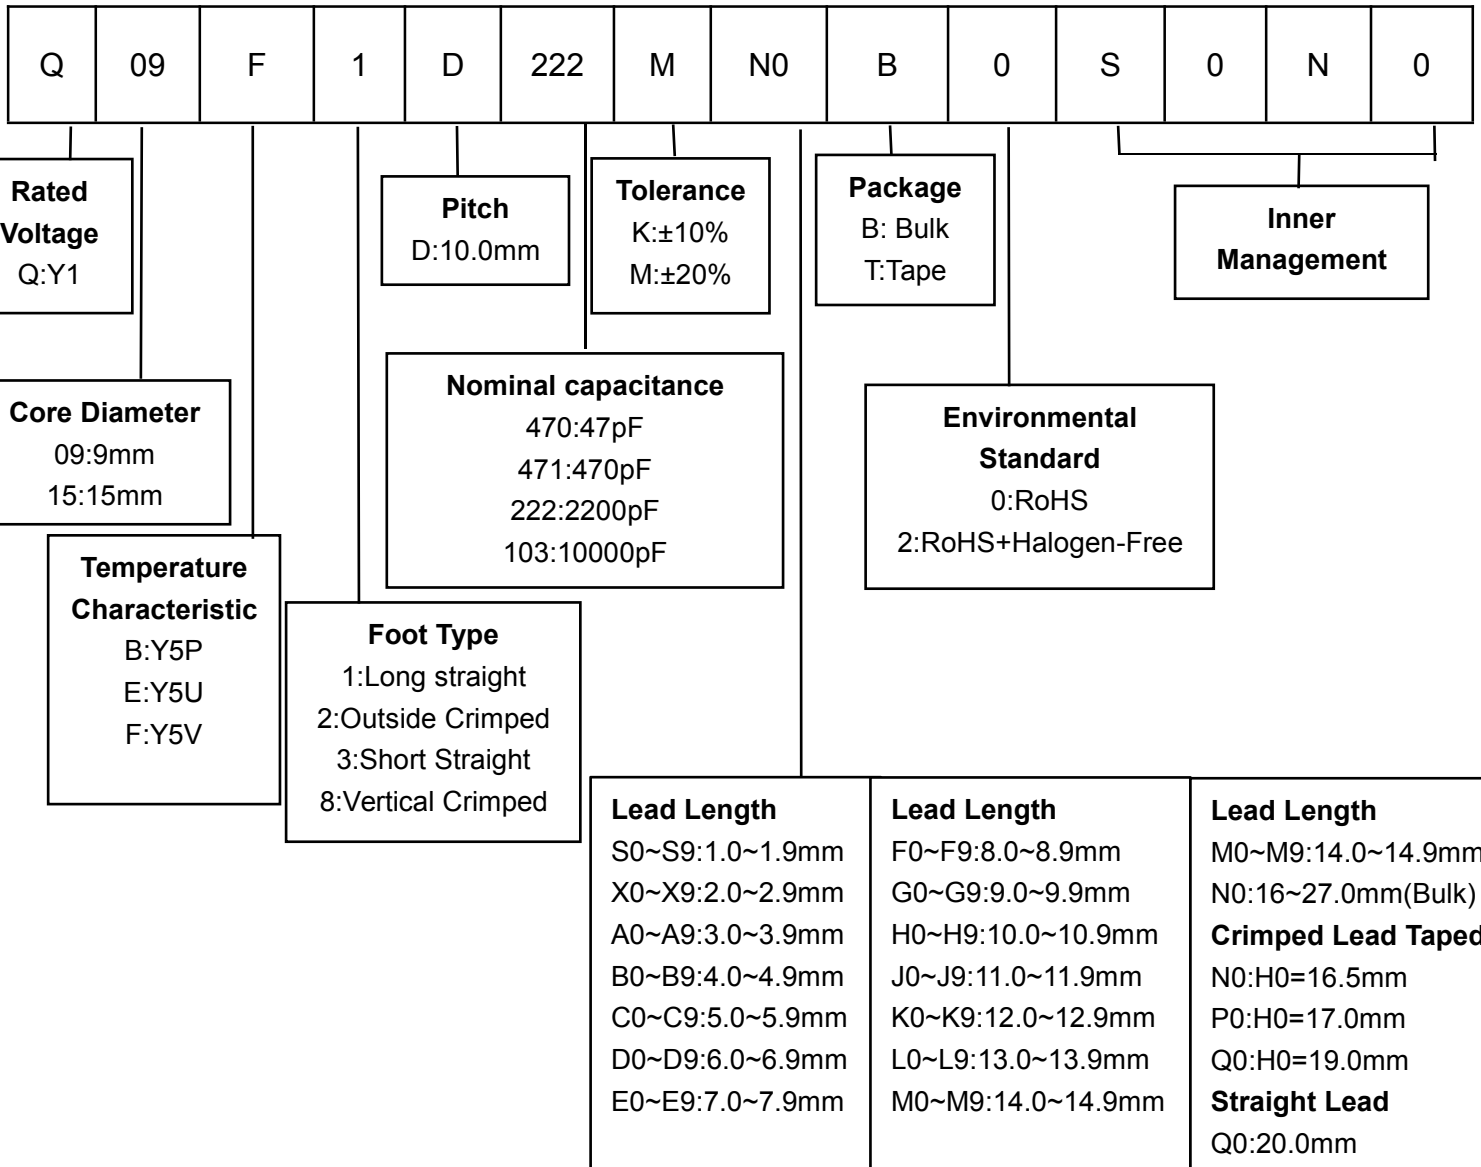 Q 09 F 1 D 222 M N0 B 0 S 0 N 0
Rated
Voltage
Q:Y1
Pitch
D:10.0mm
Tolerance
K:±10%
M:±20%
Package
B: Bulk
T:Tape
Inner
Management
Core Diameter
09:9mm
15:15mm
Nominal capacitance
470:47pF
471:470pF
222:2200pF
103:10000pF
Environmental
Standard
0:RoHS
2:RoHS+Halogen-Free
Temperature
Characteristic
B:Y5P
E:Y5U
F:Y5V
Foot Type
1:Long straight
2:Outside Crimped
3:Short Straight
8:Vertical Crimped
Lead Length
S0~S9:1.0~1.9mm
X0~X9:2.0~2.9mm
A0~A9:3.0~3.9mm
B0~B9:4.0~4.9mm
C0~C9:5.0~5.9mm
D0~D9:6.0~6.9mm
E0~E9:7.0~7.9mm
Lead Length
F0~F9:8.0~8.9mm
G0~G9:9.0~9.9mm
H0~H9:10.0~10.9mm
J0~J9:11.0~11.9mm
K0~K9:12.0~12.9mm
L0~L9:13.0~13.9mm
M0~M9:14.0~14.9mm
Lead Length
M0~M9:14.0~14.9mm
N0:16~27.0mm(Bulk)
Crimped Lead Taped
N0:H0=16.5mm
P0:H0=17.0mm
Q0:H0=19.0mm
Straight Lead
Q0:20.0mm